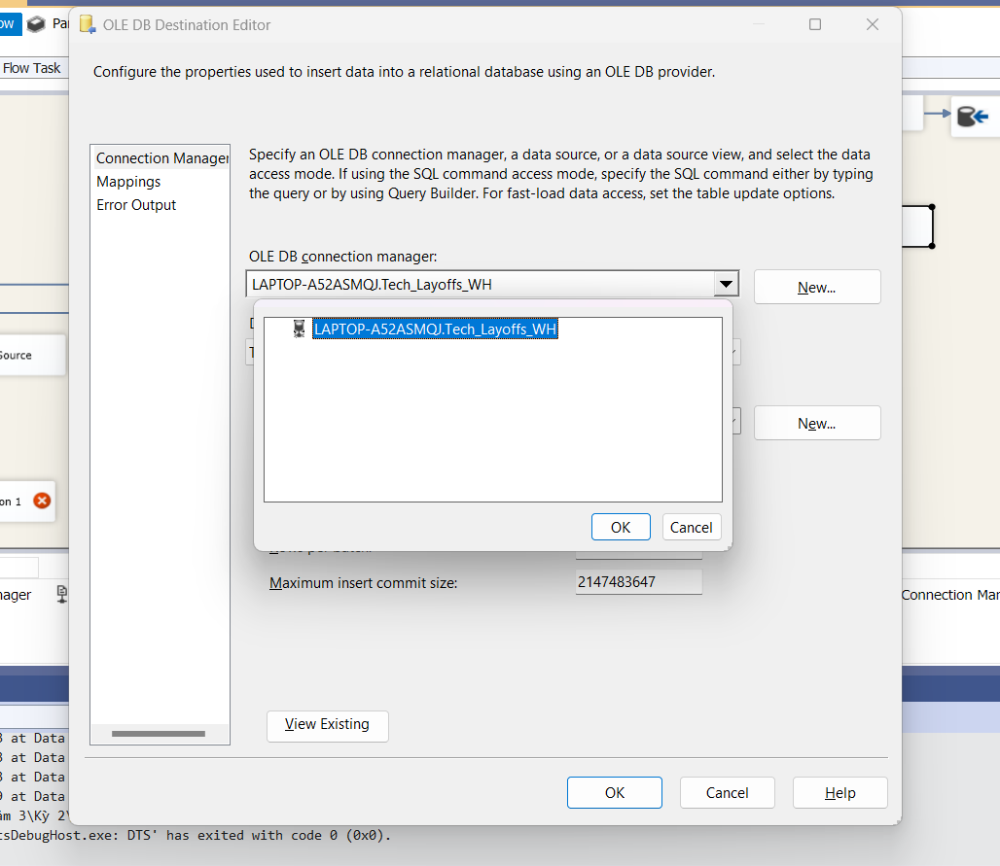 OLE DB Destination Editor
Flow Task
Configure the properties used to insert data into a relational database using an OLE DB provider.
Connection Manager
Mappings
Error Output
Specify an OLE DB connection manager, a data source, or a data source view, and select the data
access mode. If using the SQL command access mode, specify the SQL command either by typing
the query or by using Query Builder. For fast-load data access, set the table update options.
OLE DB connection manager:
LAPTOP-A52ASMQJ.Tech_Layoffs_WH
New...
LAPTOP-A52ASMQJ.Tech_Layoffs_WH
Source
New...
on 1
OK
Cancel
Maximum insert commit size:
2147483647
nager
Connection Mar
View Existing
3 at Data
3 at Data
3 at Data
9 at Data
OK
Cancel
Help
ăm 3\Kỳ 2\
tsDebugHost.exe: DTS' has exited with code 0 (0x0).